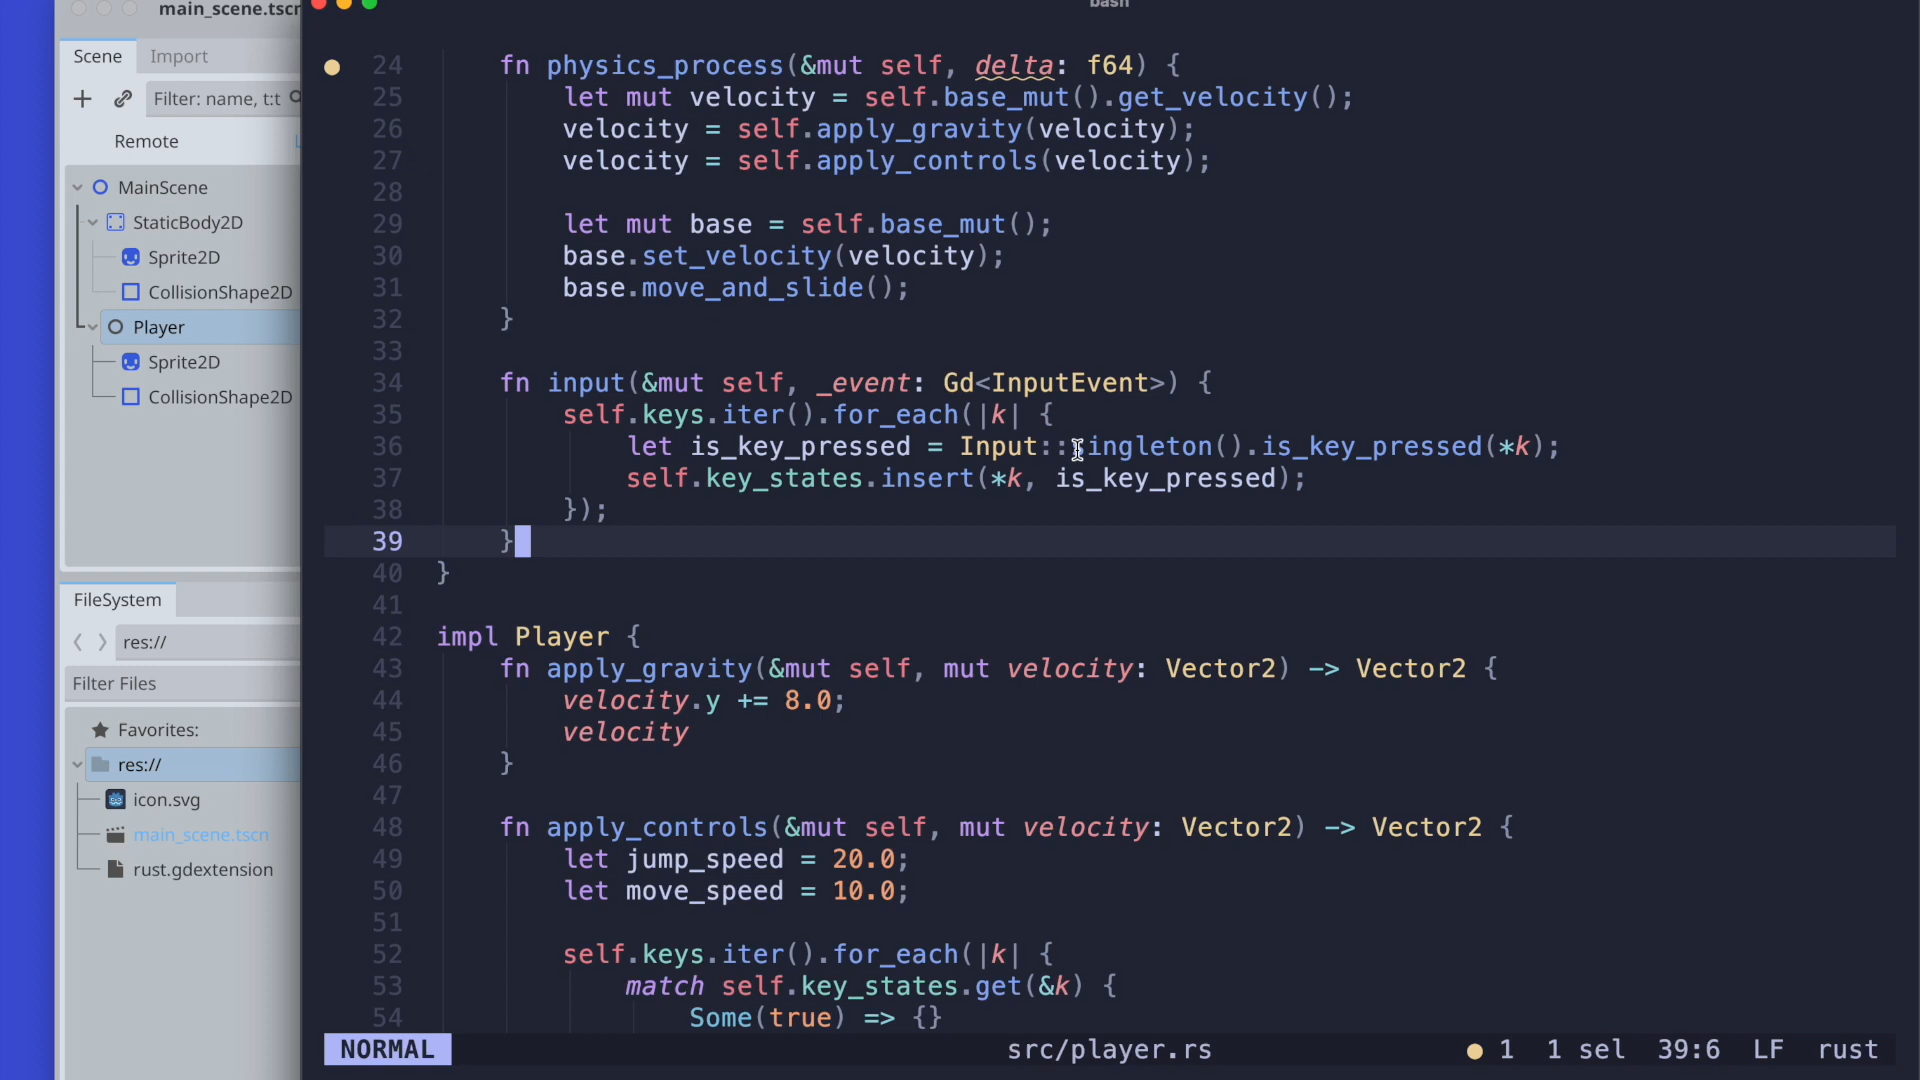 main_scene.tscn
bash
Scene
Import
Filter: name, t:t
Remote
MainScene
StaticBody2D
Sprite2D
CollisionShape2D
Player
Sprite2D
CollisionShape2D
FileSystem
res://
Filter Files
Favorites:
res://
icon.svg
main_scene.tscn
rust.gdextension
24 fn physics_process(&mut self, delta: f64) {
25 let mut velocity = self.base_mut().get_velocity();
26 velocity = self.apply_gravity(velocity);
27 velocity = self.apply_controls(velocity);
28
29 let mut base = self.base_mut();
30 base.set_velocity(velocity);
31 base.move_and_slide();
32 }
33
34 fn input(&mut self, _event: Gd<InputEvent>) {
35 self.keys.iter().for_each(|k| {
36 let is_key_pressed = Input::singleton().is_key_pressed(*k);
37 self.key_states.insert(*k, is_key_pressed);
38 });
39 }
40 }
41
42 impl Player {
43 fn apply_gravity(&mut self, mut velocity: Vector2) -> Vector2 {
44 velocity.y += 8.0;
45 velocity
46 }
47
48 fn apply_controls(&mut self, mut velocity: Vector2) -> Vector2 {
49 let jump_speed = 20.0;
50 let move_speed = 10.0;
51
52 self.keys.iter().for_each(|k| {
53 match self.key_states.get(&k) {
54 Some(true) => {}
NORMAL src/player.rs 1 1 sel 39:6 LF rust